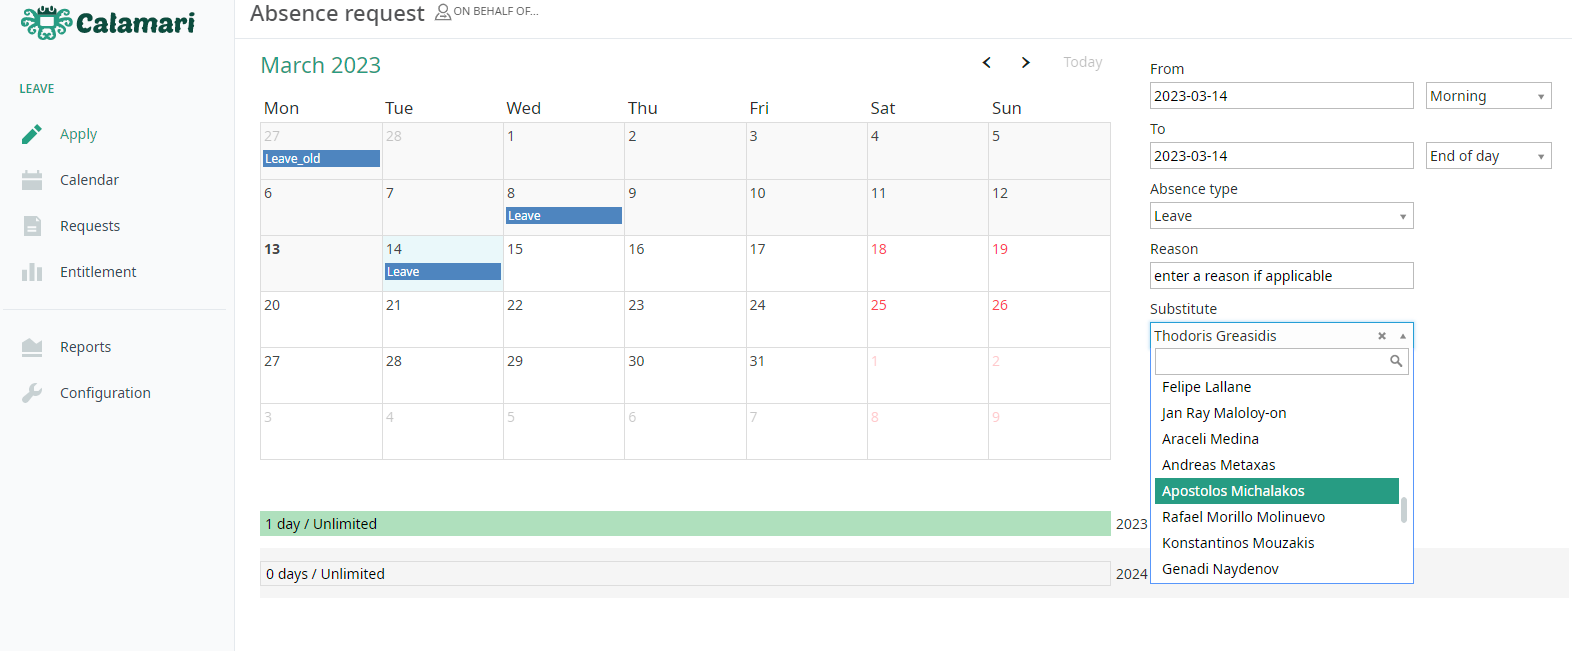 Calamari
LEAVE
Apply
Calendar
Requests
Entitlement
Reports
Configuration
Absence request ON BEHALF OF...
March 2023
Today
Mon Tue Wed Thu Fri Sat Sun
27 28 1 2 3 4 5
Leave_old
6 7 8 9 10 11 12
Leave
13 14 15 16 17 18 19
Leave
20 21 22 23 24 25 26
27 28 29 30 31 1 2
3 4 5 6 7 8 9
1 day / Unlimited 2023
0 days / Unlimited 2024
From
2023-03-14 Morning
To
2023-03-14 End of day
Absence type
Leave
Reason
enter a reason if applicable
Substitute
Thodoris Greasidis
Felipe Lallane
Jan Ray Maloloy-on
Araceli Medina
Andreas Metaxas
Apostolos Michalakos
Rafael Morillo Molinuevo
Konstantinos Mouzakis
Genadi Naydenov